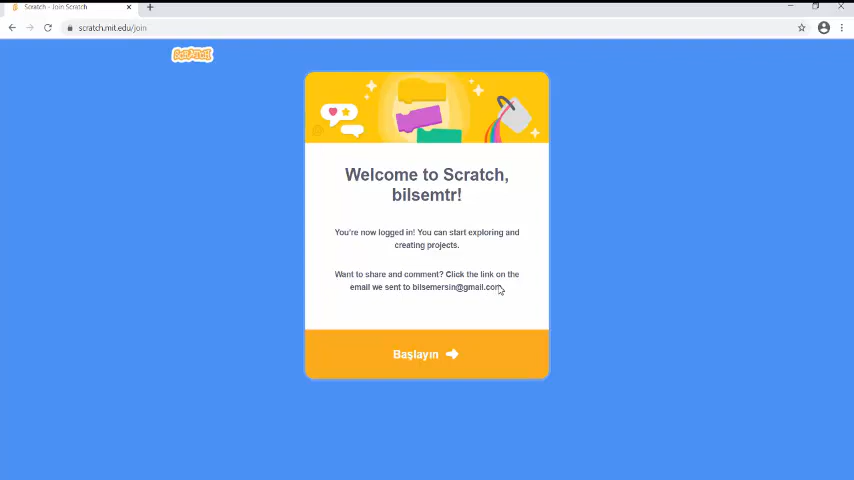 Scratch - Join Scratch
scratch.mit.edu/join
SCRATCH
Welcome to Scratch,
bilsemtr!
You're now logged in! You can start exploring and
creating projects.
Want to share and comment? Click the link on the
email we sent to bilsemersin@gmail.com
Başlayın